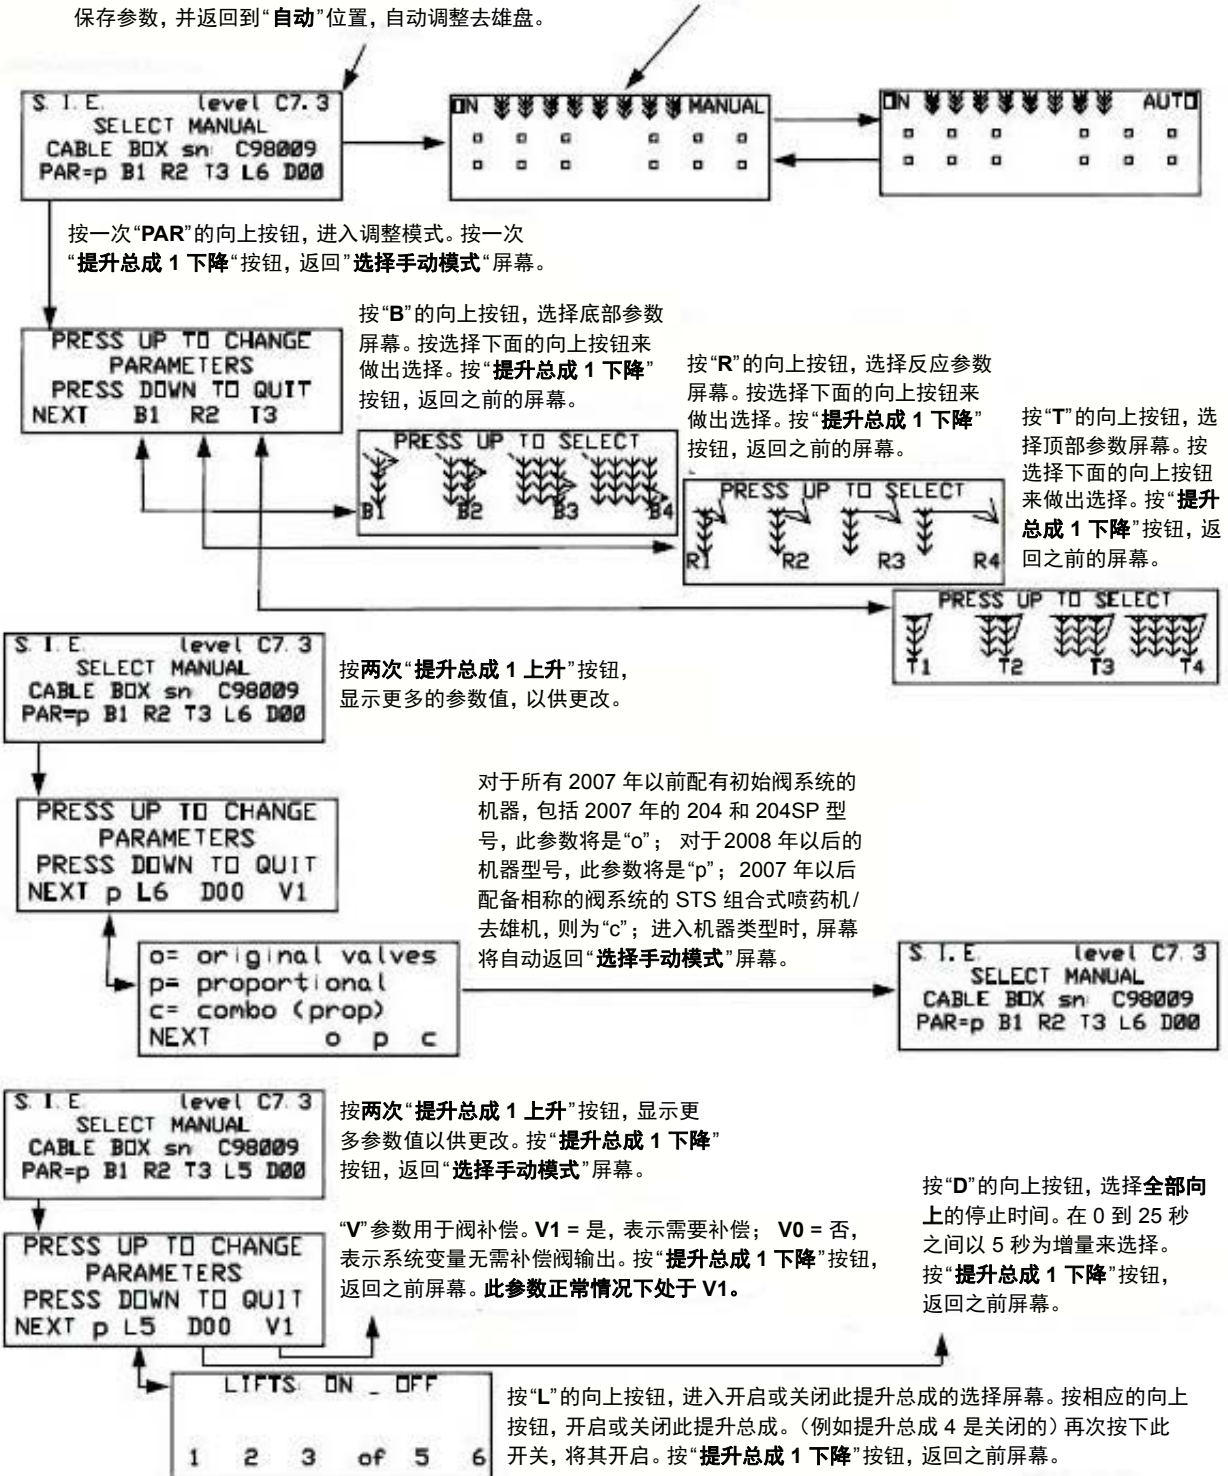 保存参数，并返回到“自动”位置，自动调整去雄盘。
S. I. E. level C7. 3
SELECT MANUAL
CABLE BOX sn: C98009
PAR=p B1 R2 T3 L6 D00
ON MANUAL
ON AUTO
按一次“PAR”的向上按钮，进入调整模式。按一次
“提升总成 1 下降“按钮，返回”选择手动模式“屏幕。
PRESS UP TO CHANGE
PARAMETERS
PRESS DOWN TO QUIT
NEXT B1 R2 T3
按“B”的向上按钮，选择底部参数
屏幕。按选择下面的向上按钮来
做出选择。按“提升总成 1 下降”
按钮，返回之前的屏幕。
PRESS UP TO SELECT
B1 B2 B3 B4
按“R”的向上按钮，选择反应参数
屏幕。按选择下面的向上按钮来
做出选择。按“提升总成 1 下降”
按钮，返回之前的屏幕。
PRESS UP TO SELECT
R1 R2 R3 R4
按“T”的向上按钮，选
择顶部参数屏幕。按
选择下面的向上按钮
来做出选择。按“提升
总成 1 下降”按钮，返
回之前的屏幕。
PRESS UP TO SELECT
T1 T2 T3 T4
S. I. E. level C7. 3
SELECT MANUAL
CABLE BOX sn C98009
PAR=p B1 R2 T3 L6 D00
按两次“提升总成 1 上升”按钮，
显示更多的参数值，以供更改。
PRESS UP TO CHANGE
PARAMETERS
PRESS DOWN TO QUIT
NEXT p L6 D00 V1
对于所有 2007 年以前配有初始阀系统的
机器，包括 2007 年的 204 和 204SP 型
号，此参数将是“o”； 对于2008 年以后的
机器型号，此参数将是“p”；2007 年以后
配备相称的阀系统的 STS 组合式喷药机/
去雄机，则为“c”；进入机器类型时，屏幕
将自动返回“选择手动模式”屏幕。
o= original valves
p= proportional
c= combo (prop)
NEXT o p c
S. I. E. level C7. 3
SELECT MANUAL
CABLE BOX sn: C98009
PAR=p B1 R2 T3 L6 D00
S. I. E. level C7. 3
SELECT MANUAL
CABLE BOX sn C98009
PAR=p B1 R2 T3 L5 D00
按两次“提升总成 1 上升”按钮，显示更
多参数值以供更改。按“提升总成 1 下降”
按钮，返回“选择手动模式”屏幕。
PRESS UP TO CHANGE
PARAMETERS
PRESS DOWN TO QUIT
NEXT p L5 D00 V1
“V”参数用于阀补偿。V1 = 是，表示需要补偿； V0 = 否，
表示系统变量无需补偿阀输出。按“提升总成 1 下降”按钮，
返回之前屏幕。此参数正常情况下处于 V1。
按“D”的向上按钮，选择全部向
上的停止时间。在 0 到 25 秒
之间以 5 秒为增量来选择。
按“提升总成 1 下降”按钮，
返回之前屏幕。
LIFTS: ON _ OFF
1 2 3 of 5 6
按“L”的向上按钮，进入开启或关闭此提升总成的选择屏幕。按相应的向上
按钮，开启或关闭此提升总成。（例如提升总成 4 是关闭的）再次按下此
开关，将其开启。按“提升总成 1 下降”按钮，返回之前屏幕。